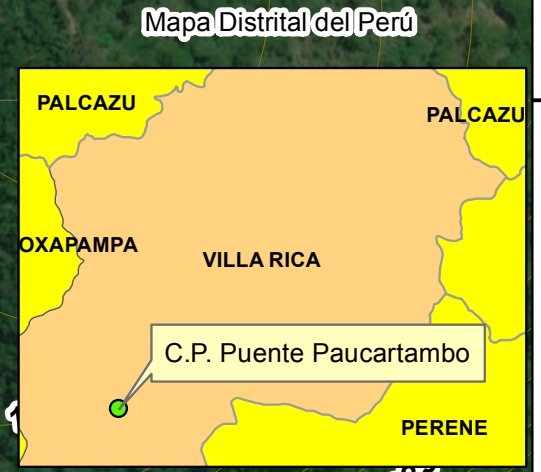 Mapa Distrital del Perú
PALCAZU
PALCAZU
OXAPAMPA
VILLA RICA
C.P. Puente Paucartambo
PERENE